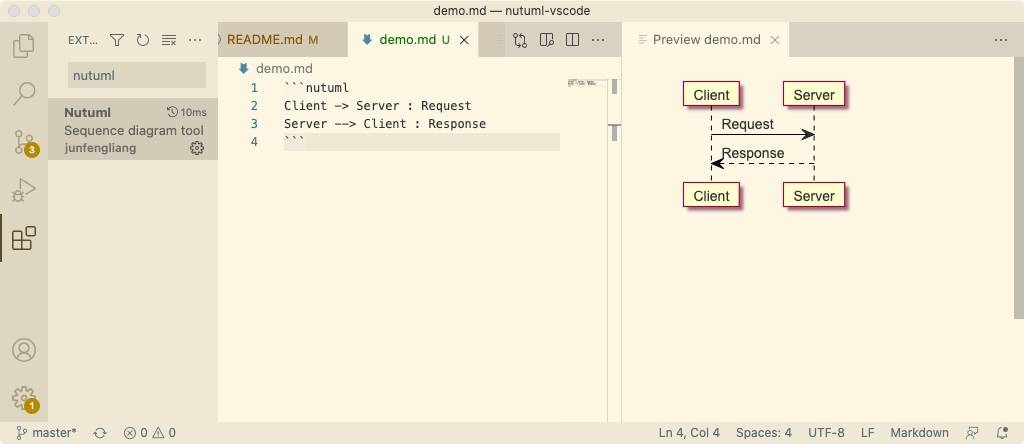 demo.md — nutuml-vscode
EXT...
nutuml
Nutuml
10ms
Sequence diagram tool
junfengliang
README.md M
demo.md U
demo.md
1 ```nutuml
2 Client -> Server : Request
3 Server --> Client : Response
4 ```
Preview demo.md
Client Server
Request
Response
Client Server
3
1
master* 0 0 Ln 4, Col 4 Spaces: 4 UTF-8 LF Markdown